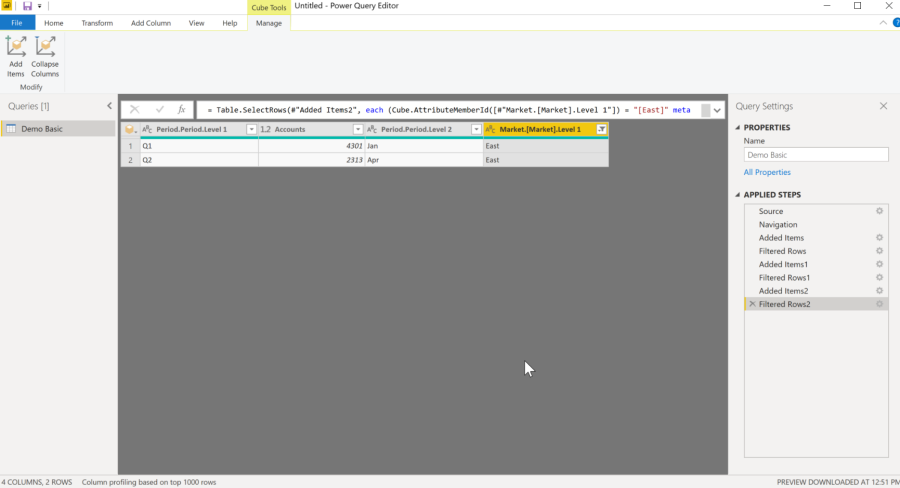 Cube Tools
Untitled - Power Query Editor
File
Home
Transform
Add Column
View
Help
Manage
Add
Items
Collapse
Columns
Modify
Queries [1]
Demo Basic
fx
= Table.SelectRows(#"Added Items2", each (Cube.AttributeMemberId([#"Market.[Market].Level 1"]) = "[East]" meta
ABC Period.Period.Level 1
1.2 Accounts
ABC Period.Period.Level 2
ABC Market.[Market].Level 1
1 Q1 4301 Jan East
2 Q2 2313 Apr East
Query Settings
PROPERTIES
Name
Demo Basic
All Properties
APPLIED STEPS
Source
Navigation
Added Items
Filtered Rows
Added Items1
Filtered Rows1
Added Items2
Filtered Rows2
4 COLUMNS, 2 ROWS
Column profiling based on top 1000 rows
PREVIEW DOWNLOADED AT 12:51 PM